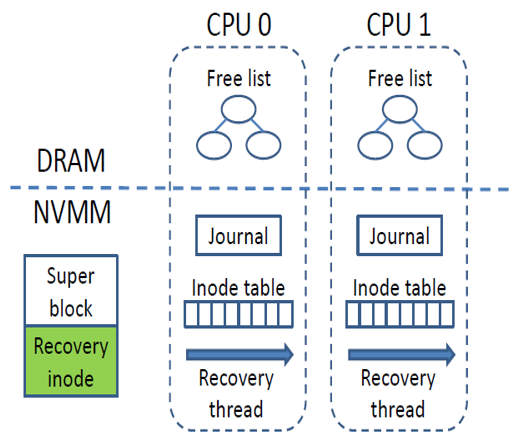 CPU 0
CPU 1
Free list
Free list
DRAM
NVMM
Journal
Journal
Super
block
Recovery
inode
Inode table
Inode table
Recovery
thread
Recovery
thread